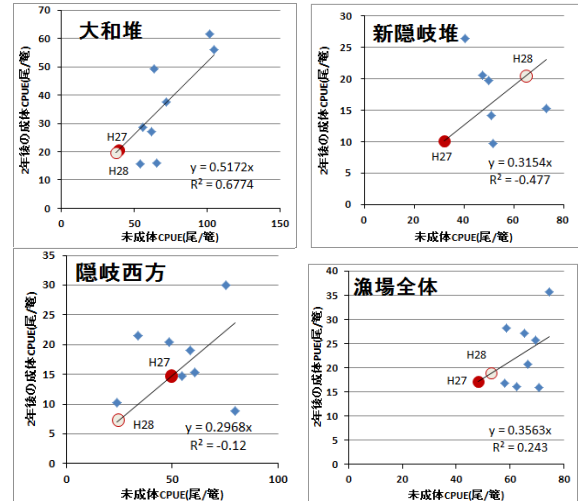 大和堆
2年後の成体CPUE(尾/篭)
70
60
50
40
30
20
10
0
H27
H28
y = 0.5172x
R² = 0.6774
0
50
100
150
未成体CPUE(尾/篭)
新隠岐堆
2年後の成体CPUE(尾/篭)
30
25
20
15
10
5
0
H28
H27
y = 0.3154x
R² = -0.477
0
20
40
60
80
未成体CPUE(尾/篭)
隠岐西方
2年後の成体CPUE(尾/篭)
35
30
25
20
15
10
5
0
H27
H28
y = 0.2968x
R² = -0.12
0
50
100
未成体CPUE(尾/篭)
漁場全体
2年後の成体CPUE(尾/篭)
40
35
30
25
20
15
10
5
0
H28
H27
y = 0.3563x
R² = 0.243
0
20
40
60
80
未成体CPUE(尾/篭)